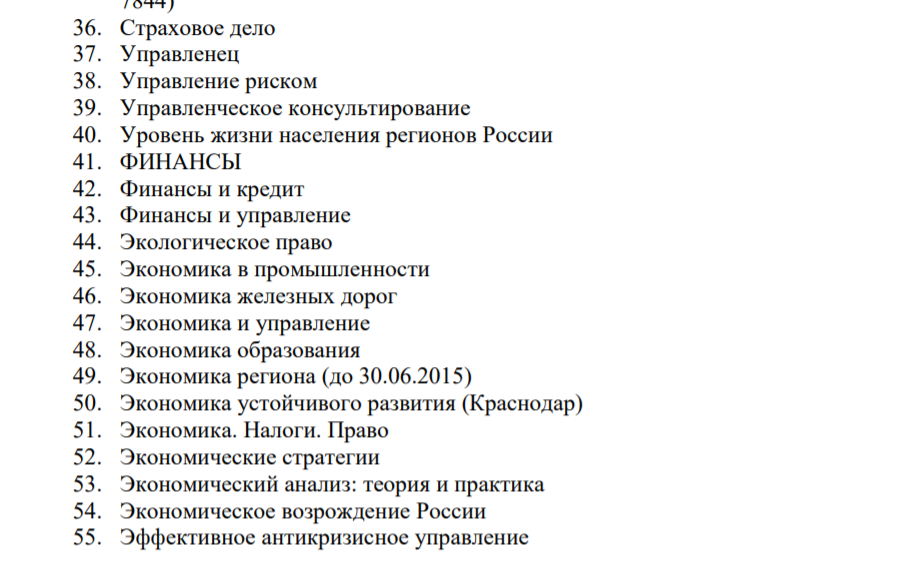 7844)
36. Страховое дело
37. Управленец
38. Управление риском
39. Управленческое консультирование
40. Уровень жизни населения регионов России
41. ФИНАНСЫ
42. Финансы и кредит
43. Финансы и управление
44. Экологическое право
45. Экономика в промышленности
46. Экономика железных дорог
47. Экономика и управление
48. Экономика образования
49. Экономика региона (до 30.06.2015)
50. Экономика устойчивого развития (Краснодар)
51. Экономика. Налоги. Право
52. Экономические стратегии
53. Экономический анализ: теория и практика
54. Экономическое возрождение России
55. Эффективное антикризисное управление